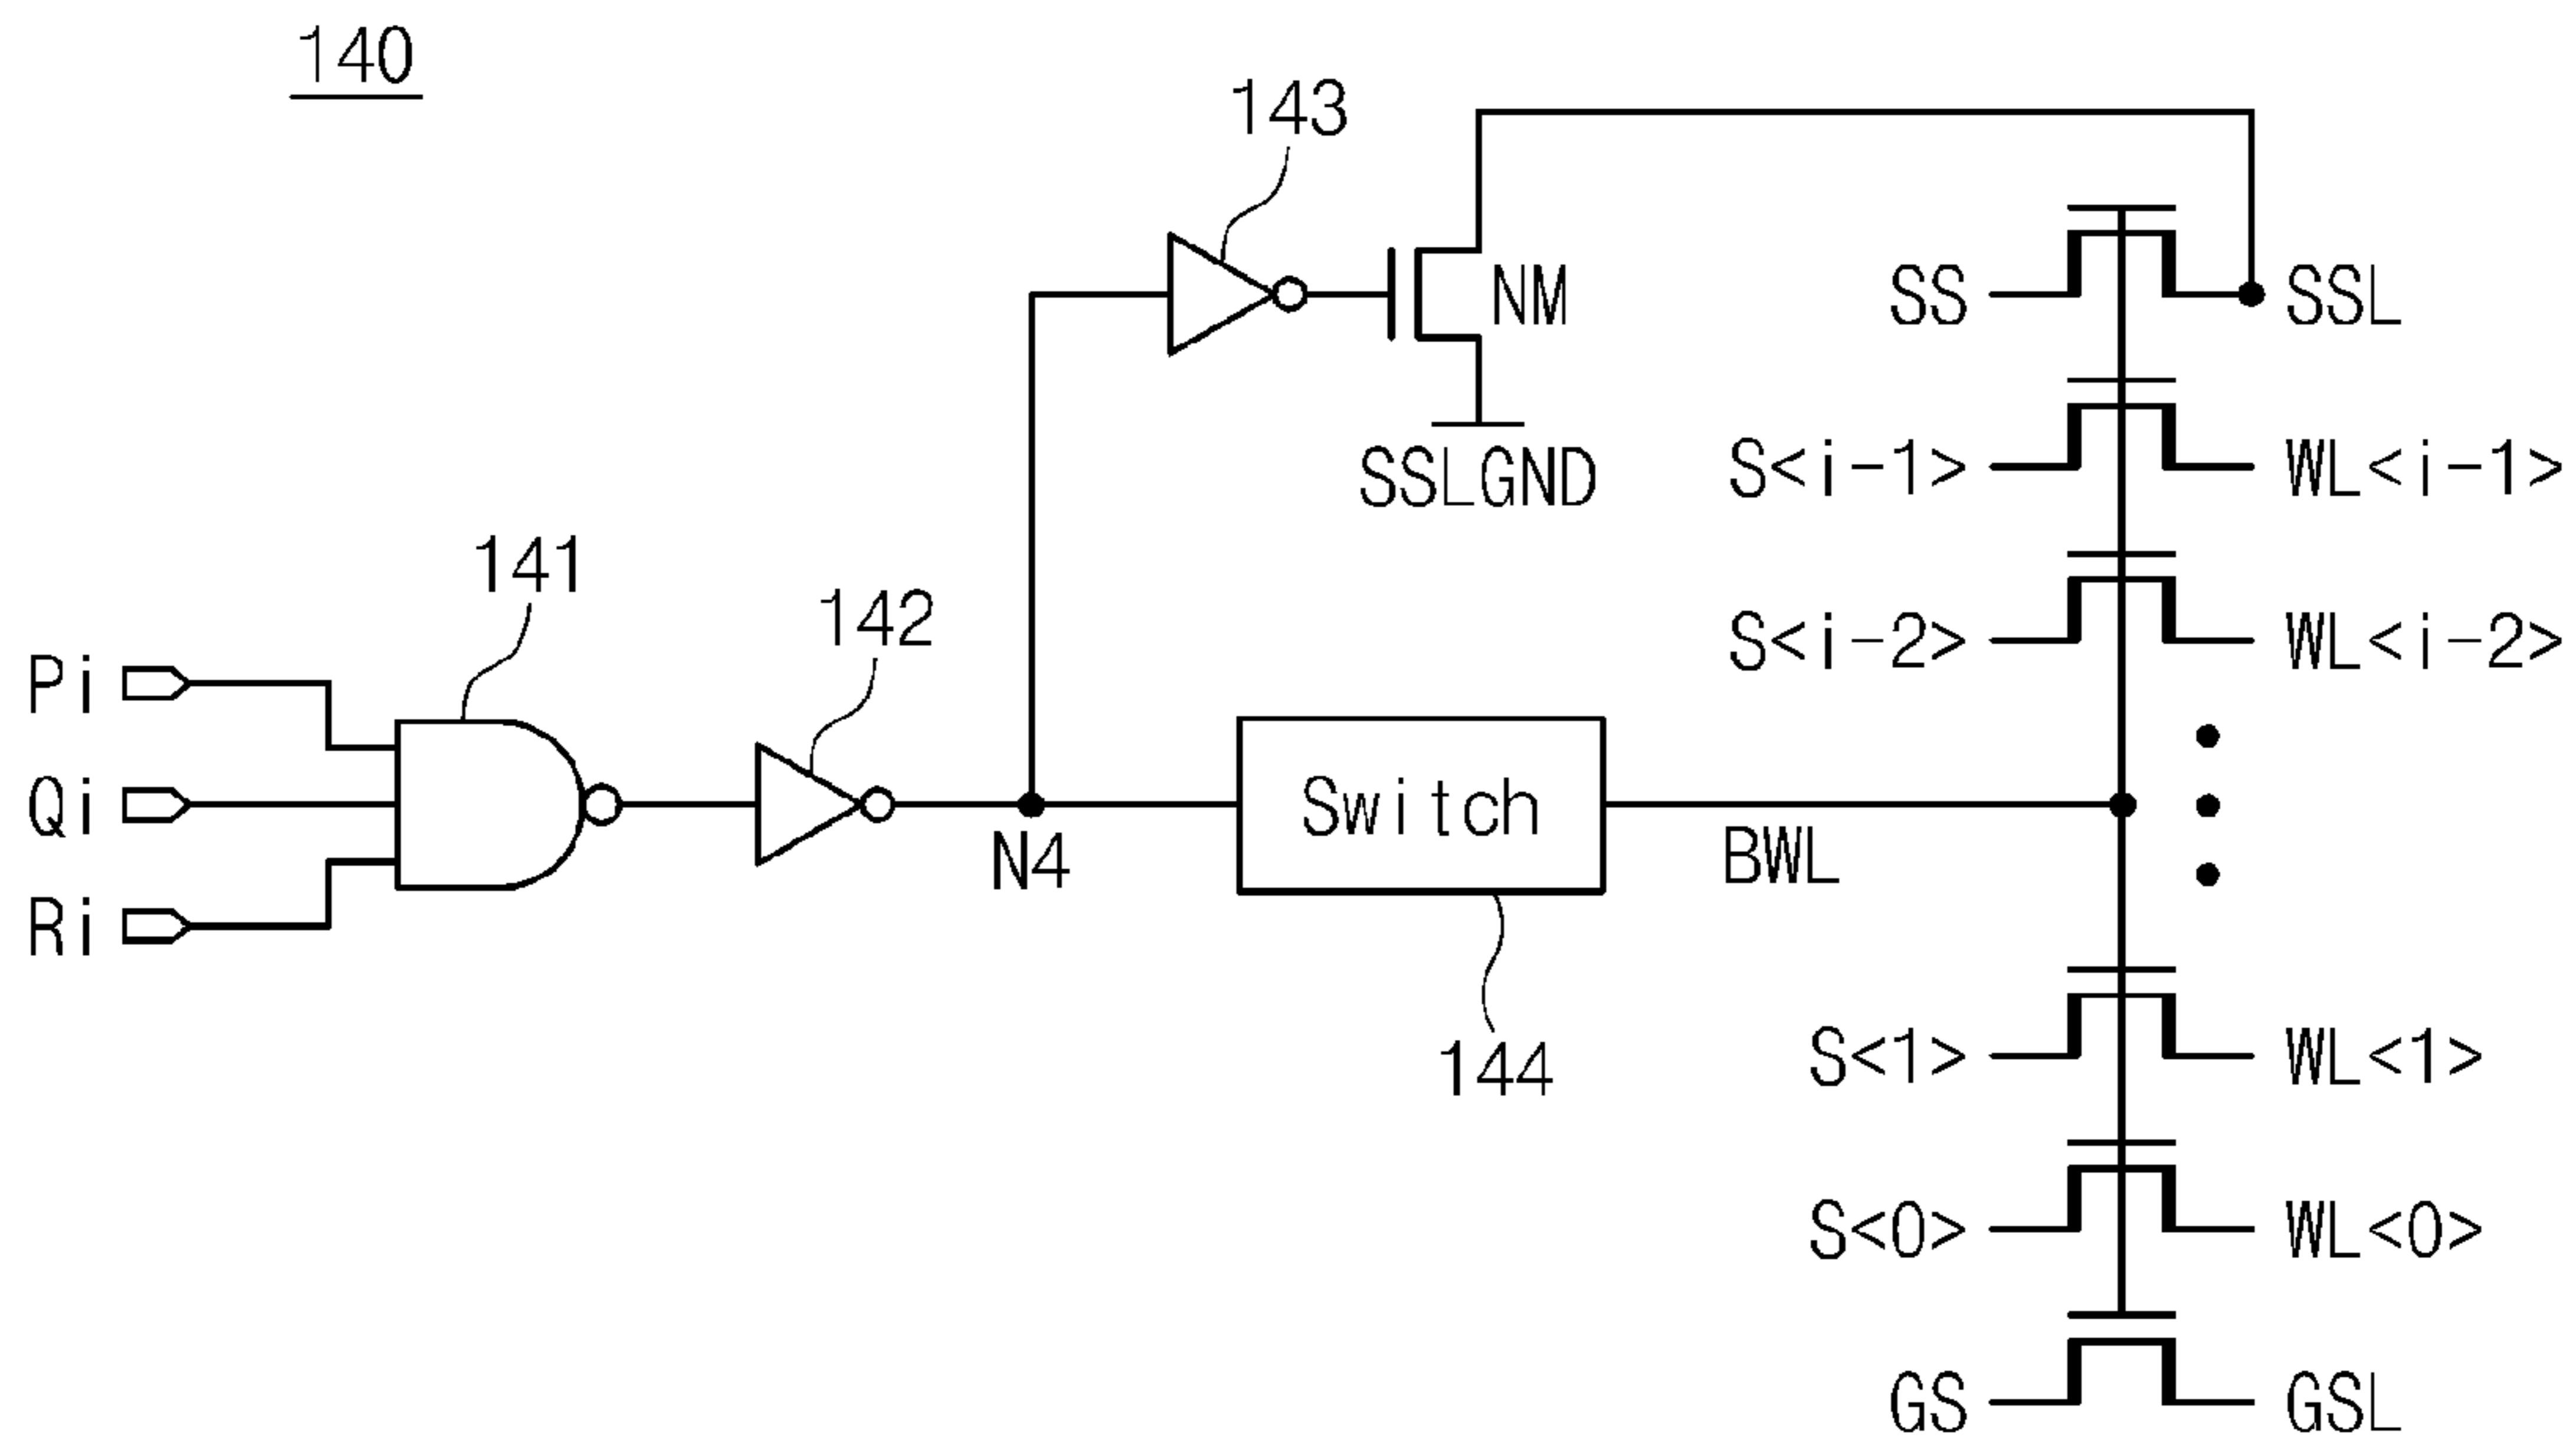 140
143
SS
NM
SSL
SSLGND
S<i-1>
WL<i-1>
141
142
S<i-2>
WL<i-2>
Pi
Qi
Ri
N4
Switch
BWL
144
S<1>
WL<1>
S<0>
WL<0>
GS
GSL